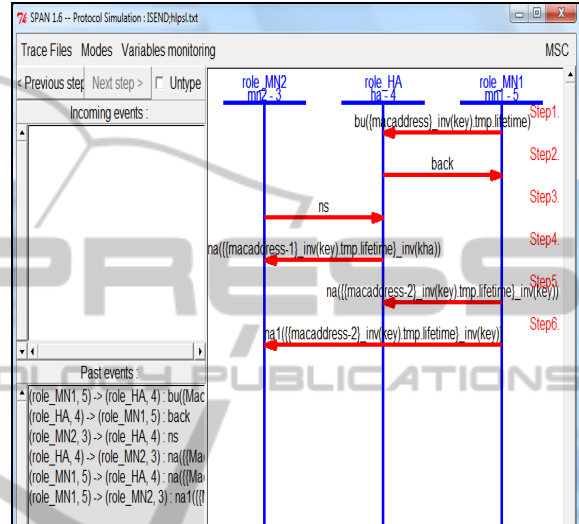 SPAN 1.6 -- Protocol Simulation : ISEND;hlpsl.txt
Trace Files Modes Variables monitoring MSC
< Previous step Next step > Untype
Incoming events :
role_MN2 role_HA role_MN1
mn2 - 3 ha - 4 mn1 - 5
Step1.
bu({macaddress}_inv(key).tmp.lifetime)
Step2.
back
Step3.
ns
Step4.
na({{macaddress-1}_inv(key).tmp.lifetime}_inv(kha))
Step5.
na({{macaddress-2}_inv(key).tmp.lifetime}_inv(key))
Step6.
na1({{macaddress-2}_inv(key).tmp.lifetime}_inv(key)
Past events :
(role_MN1, 5) -> (role_HA, 4) : bu({Mac
(role_HA, 4) -> (role_MN1, 5) : back
(role_MN2, 3) -> (role_HA, 4) : ns
(role_HA, 4) -> (role_MN2, 3) : na({{Ma
(role_MN1, 5) -> (role_HA, 4) : na({{Ma
(role_MN1, 5) -> (role_MN2, 3) : na1({{
PRESS
OLOGY PUBLICATIONS